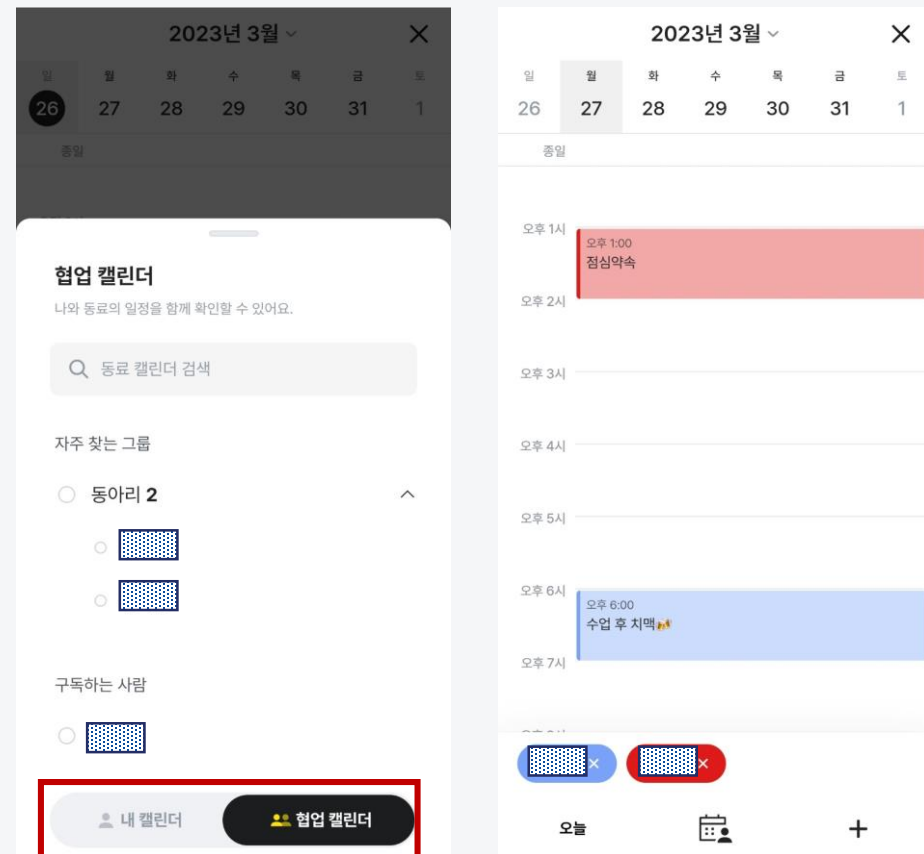 2023년 3월
일 월 화 수 목 금 토
26 27 28 29 30 31 1
종일
협업 캘린더
나와 동료의 일정을 함께 확인할 수 있어요.
동료 캘린더 검색
자주 찾는 그룹
동아리 2
구독하는 사람
내 캘린더 협업 캘린더
2023년 3월
일 월 화 수 목 금 토
26 27 28 29 30 31 1
종일
오후 1시
오후 1:00
점심약속
오후 2시
오후 3시
오후 4시
오후 5시
오후 6시
오후 6:00
수업 후 치맥🍻
오후 7시
오늘